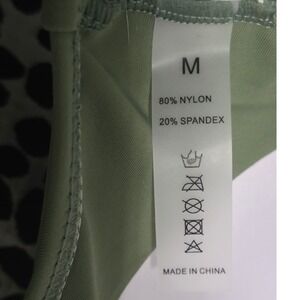 M
80% NYLON
20% SPANDEX
MADE IN CHINA